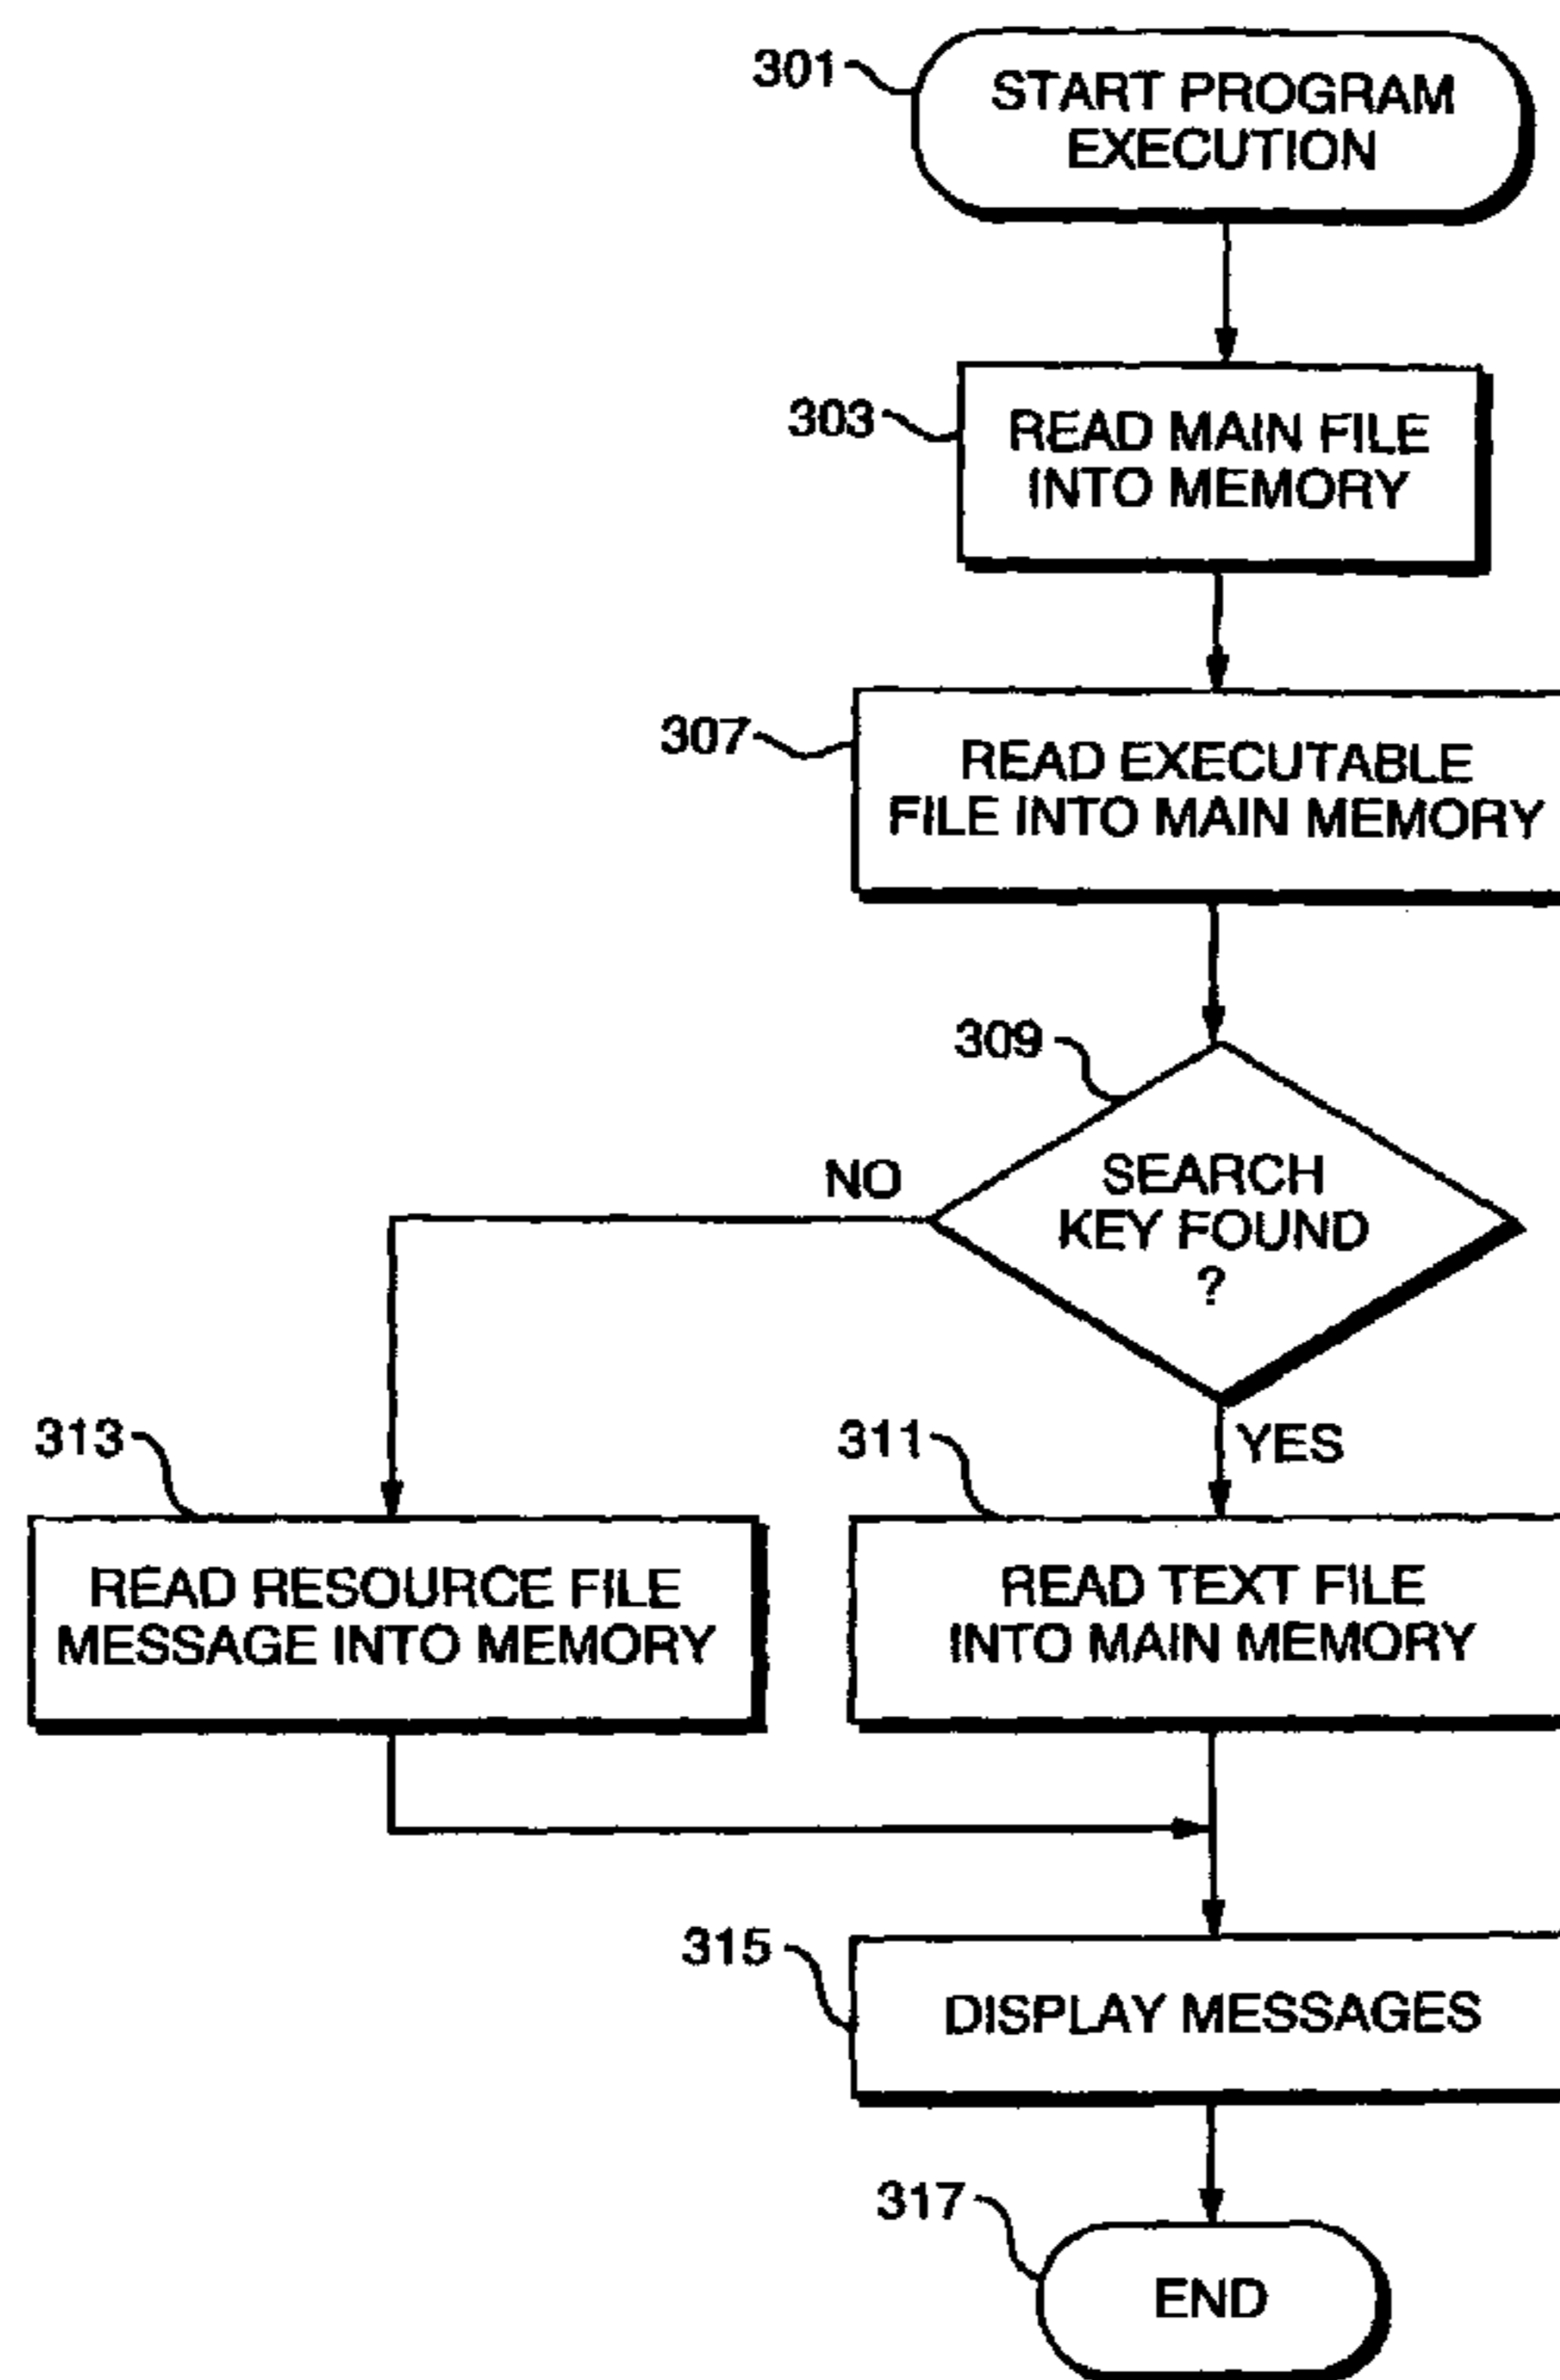 301
START PROGRAM
EXECUTION
303
READ MAIN FILE
INTO MEMORY
307
READ EXECUTABLE
FILE INTO MAIN MEMORY
309
SEARCH
KEY FOUND
?
NO
YES
313
READ RESOURCE FILE
MESSAGE INTO MEMORY
311
READ TEXT FILE
INTO MAIN MEMORY
315
DISPLAY MESSAGES
317
END